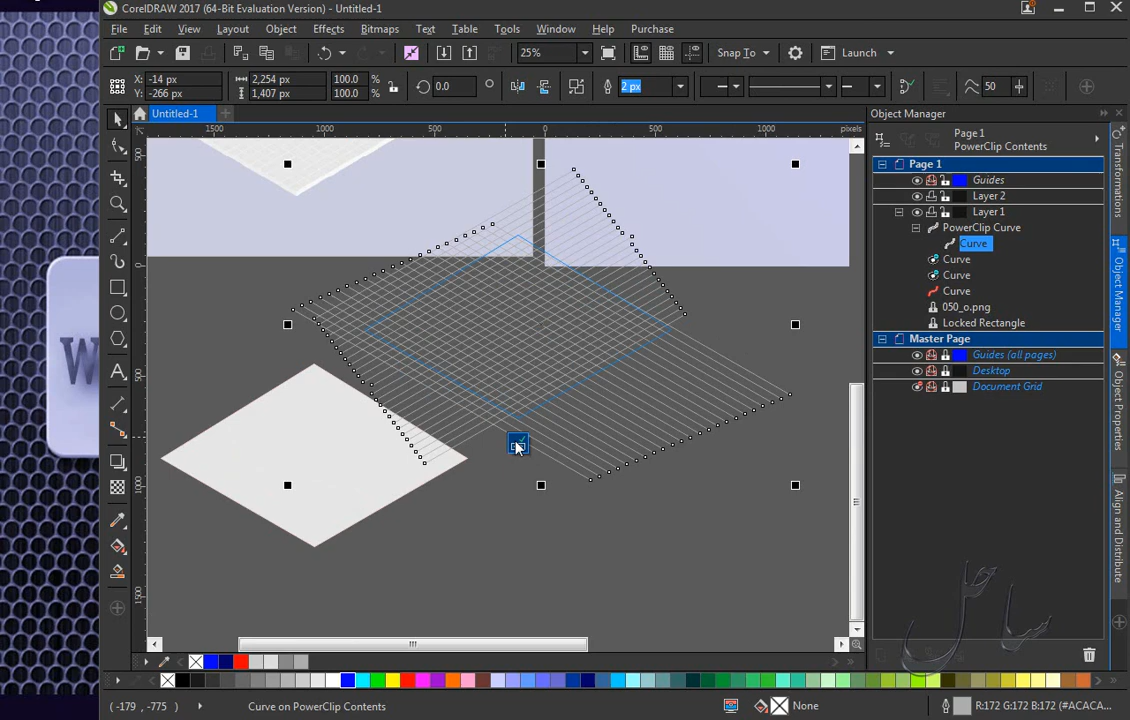 CorelDRAW 2017 (64-Bit Evaluation Version) - Untitled-1
File Edit View Layout Object Effects Bitmaps Text Table Tools Window Help Purchase
25% Snap To Launch
X: -14 px 2,254 px 100.0 % 0.0 2 px 50
Y: -266 px 1,407 px 100.0 %
Untitled-1
Object Manager
1500 1000 500 0 500 1000 pixels
Page 1
PowerClip Contents
Page 1
Guides
Layer 2
Layer 1
PowerClip Curve
Curve
Curve
Curve
Curve
050_o.png
Locked Rectangle
Master Page
Guides (all pages)
Desktop
Document Grid
Transformations
Object Manager
Object Properties
Align and Distribute
500
0
500
1000
1500
W
( -179 , -775 ) Curve on PowerClip Contents None R:172 G:172 B:172 (#ACACA...